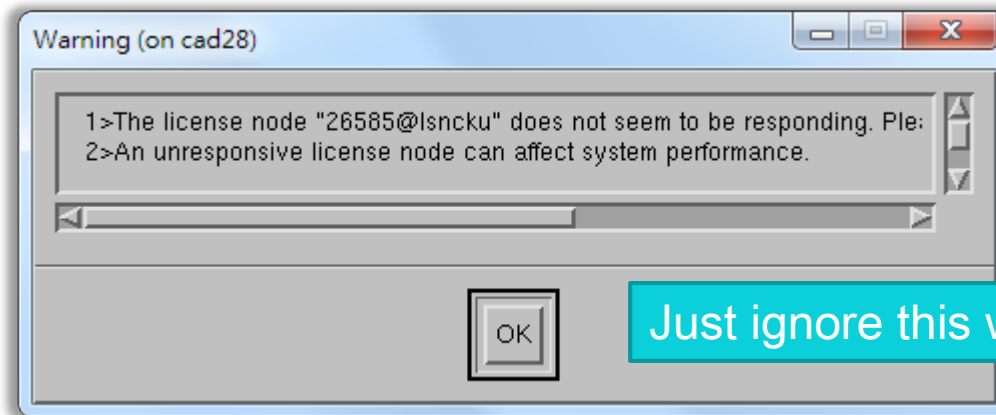 Warning (on cad28)
1>The license node "26585@lsncku" does not seem to be responding.
2>An unresponsive license node can affect system performance.
OK
Just ignore this